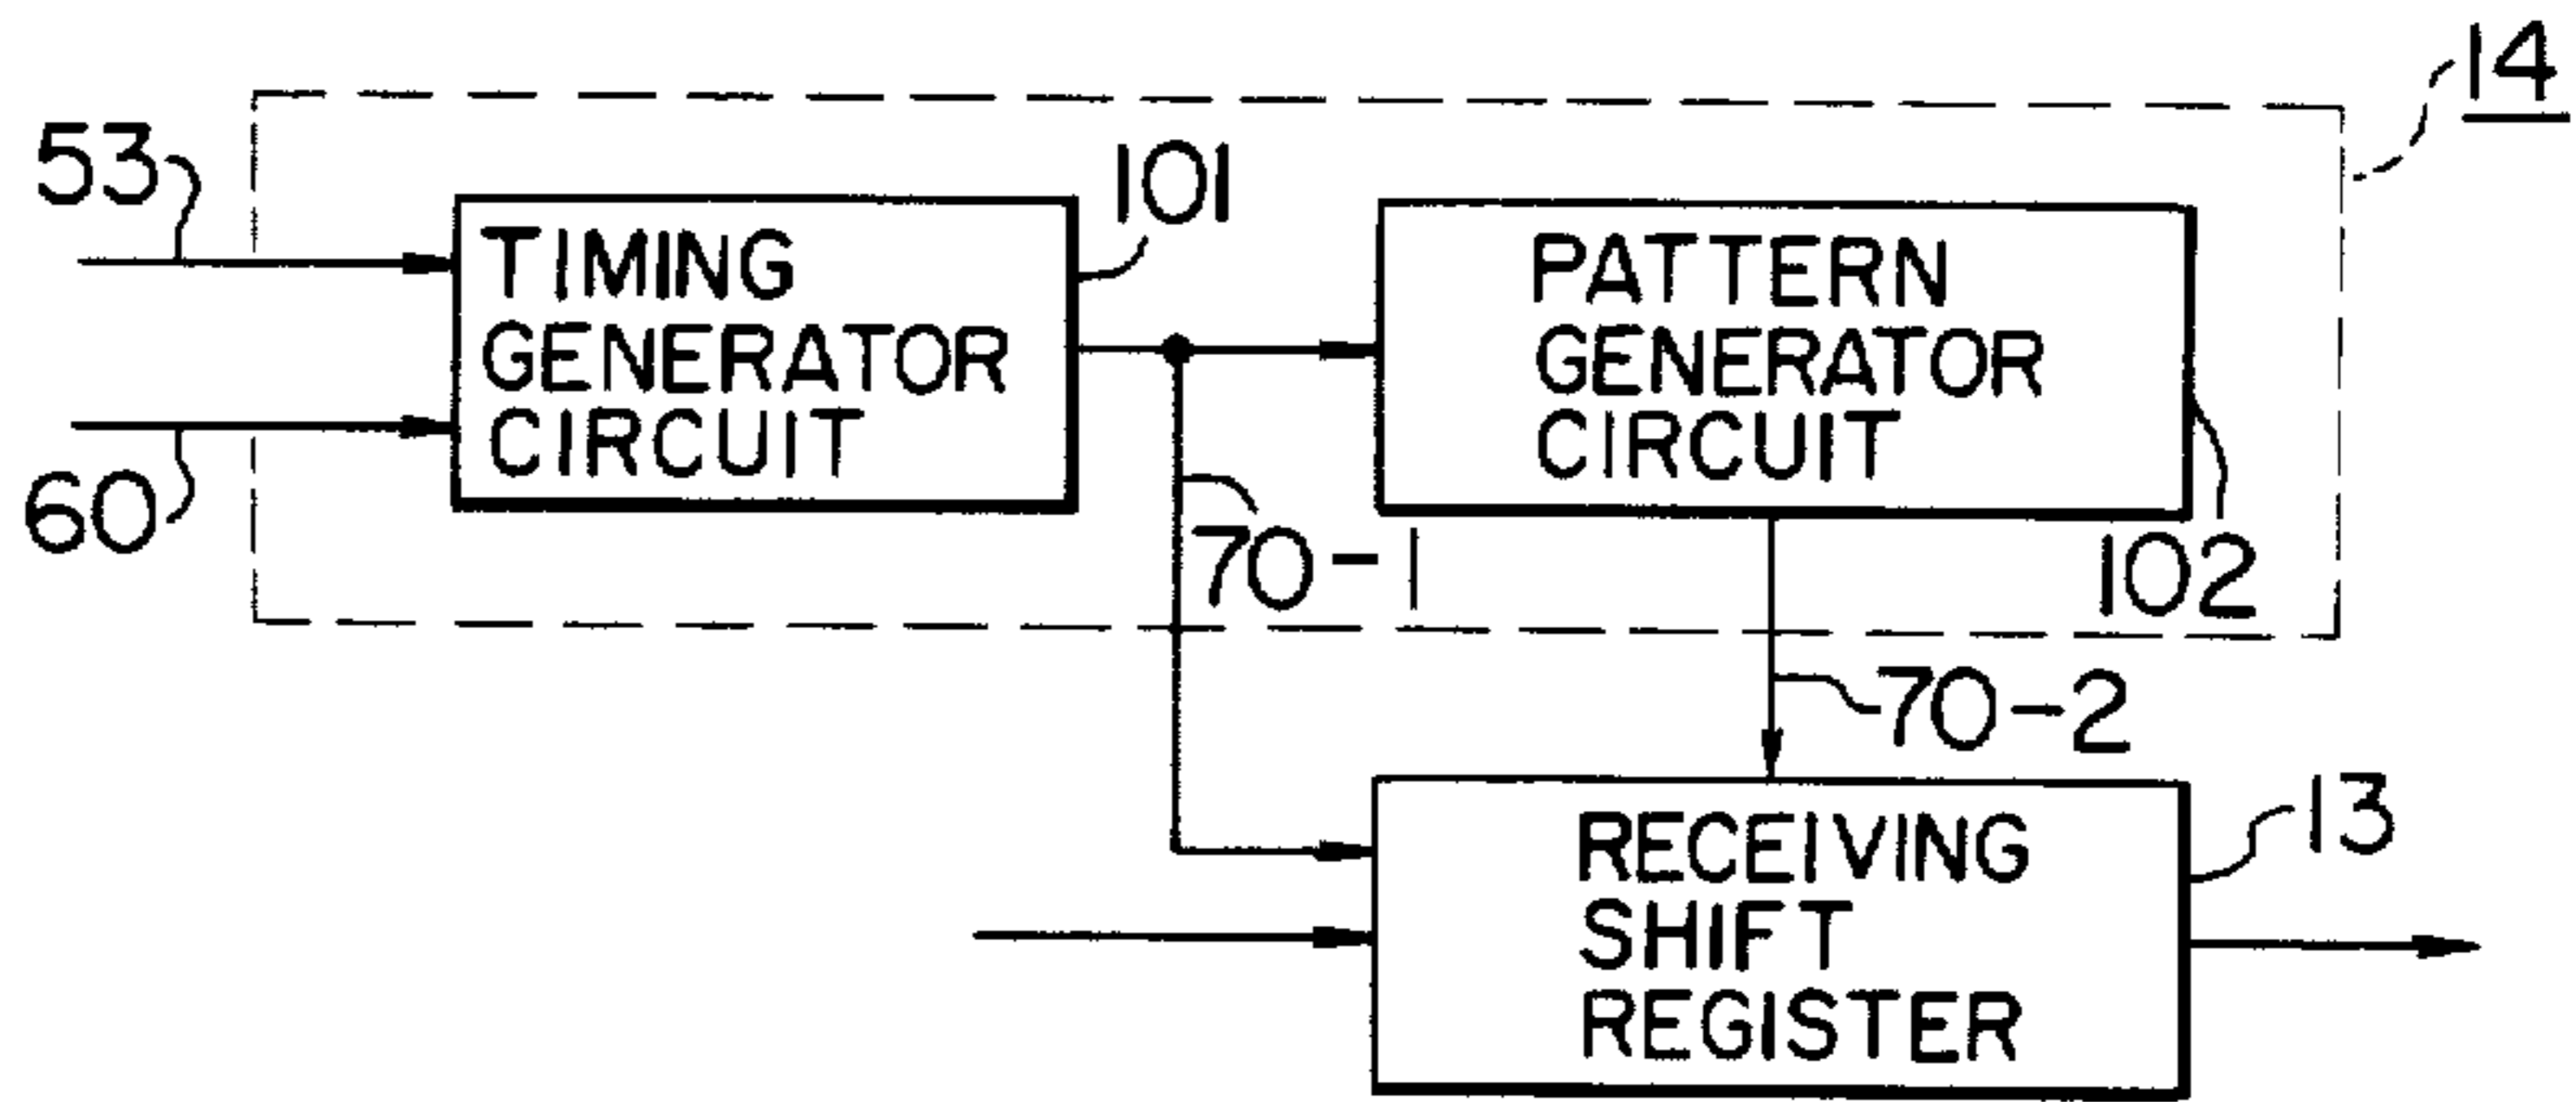 14
53
101
TIMING
GENERATOR
CIRCUIT
PATTERN
GENERATOR
CIRCUIT
60
70-1
102
70-2
13
RECEIVING
SHIFT
REGISTER